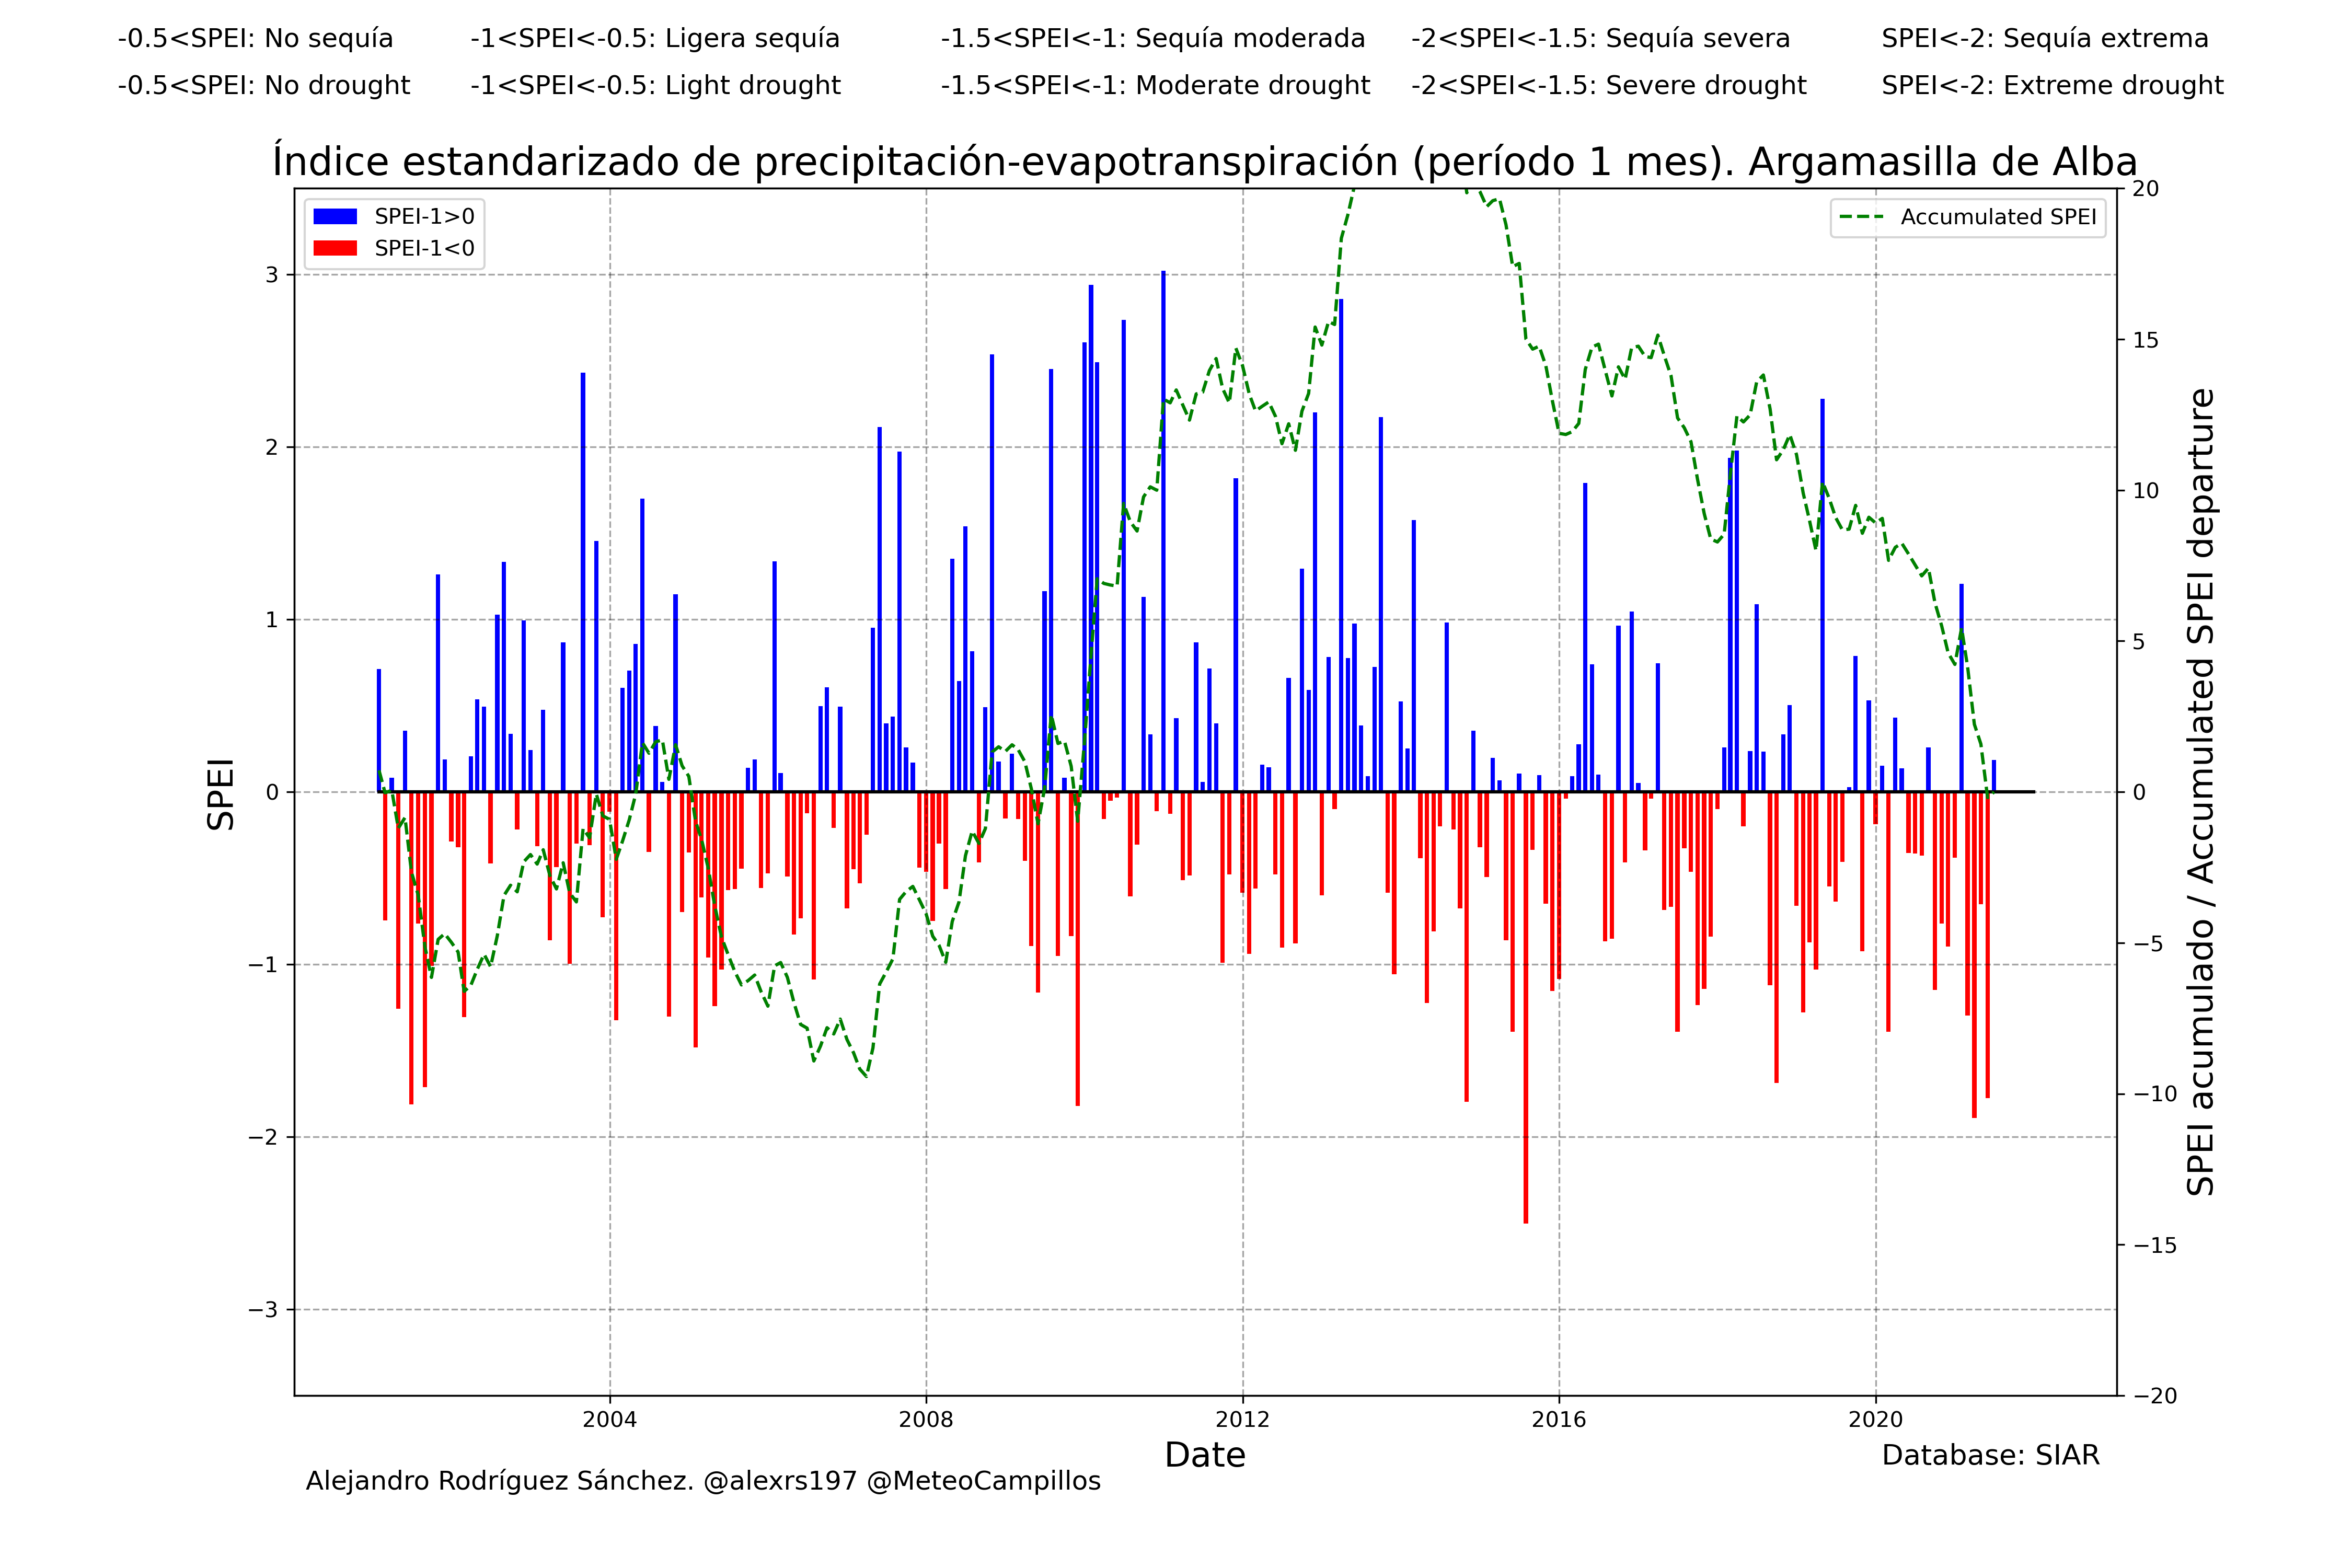 -0.5<SPEI: No sequía -1<SPEI<-0.5: Ligera sequía -1.5<SPEI<-1: Sequía moderada -2<SPEI<-1.5: Sequía severa SPEI<-2: Sequía extrema
-0.5<SPEI: No drought -1<SPEI<-0.5: Light drought -1.5<SPEI<-1: Moderate drought -2<SPEI<-1.5: Severe drought SPEI<-2: Extreme drought
Índice estandarizado de precipitación-evapotranspiración (período 1 mes). Argamasilla de Alba
SPEI-1>0
SPEI-1<0
Accumulated SPEI
SPEI
3
2
1
0
−1
−2
−3
20
15
10
5
0
−5
−10
−15
−20
SPEI acumulado / Accumulated SPEI departure
2004 2008 2012 2016 2020
Date
Database: SIAR
Alejandro Rodríguez Sánchez. @alexrs197 @MeteoCampillos